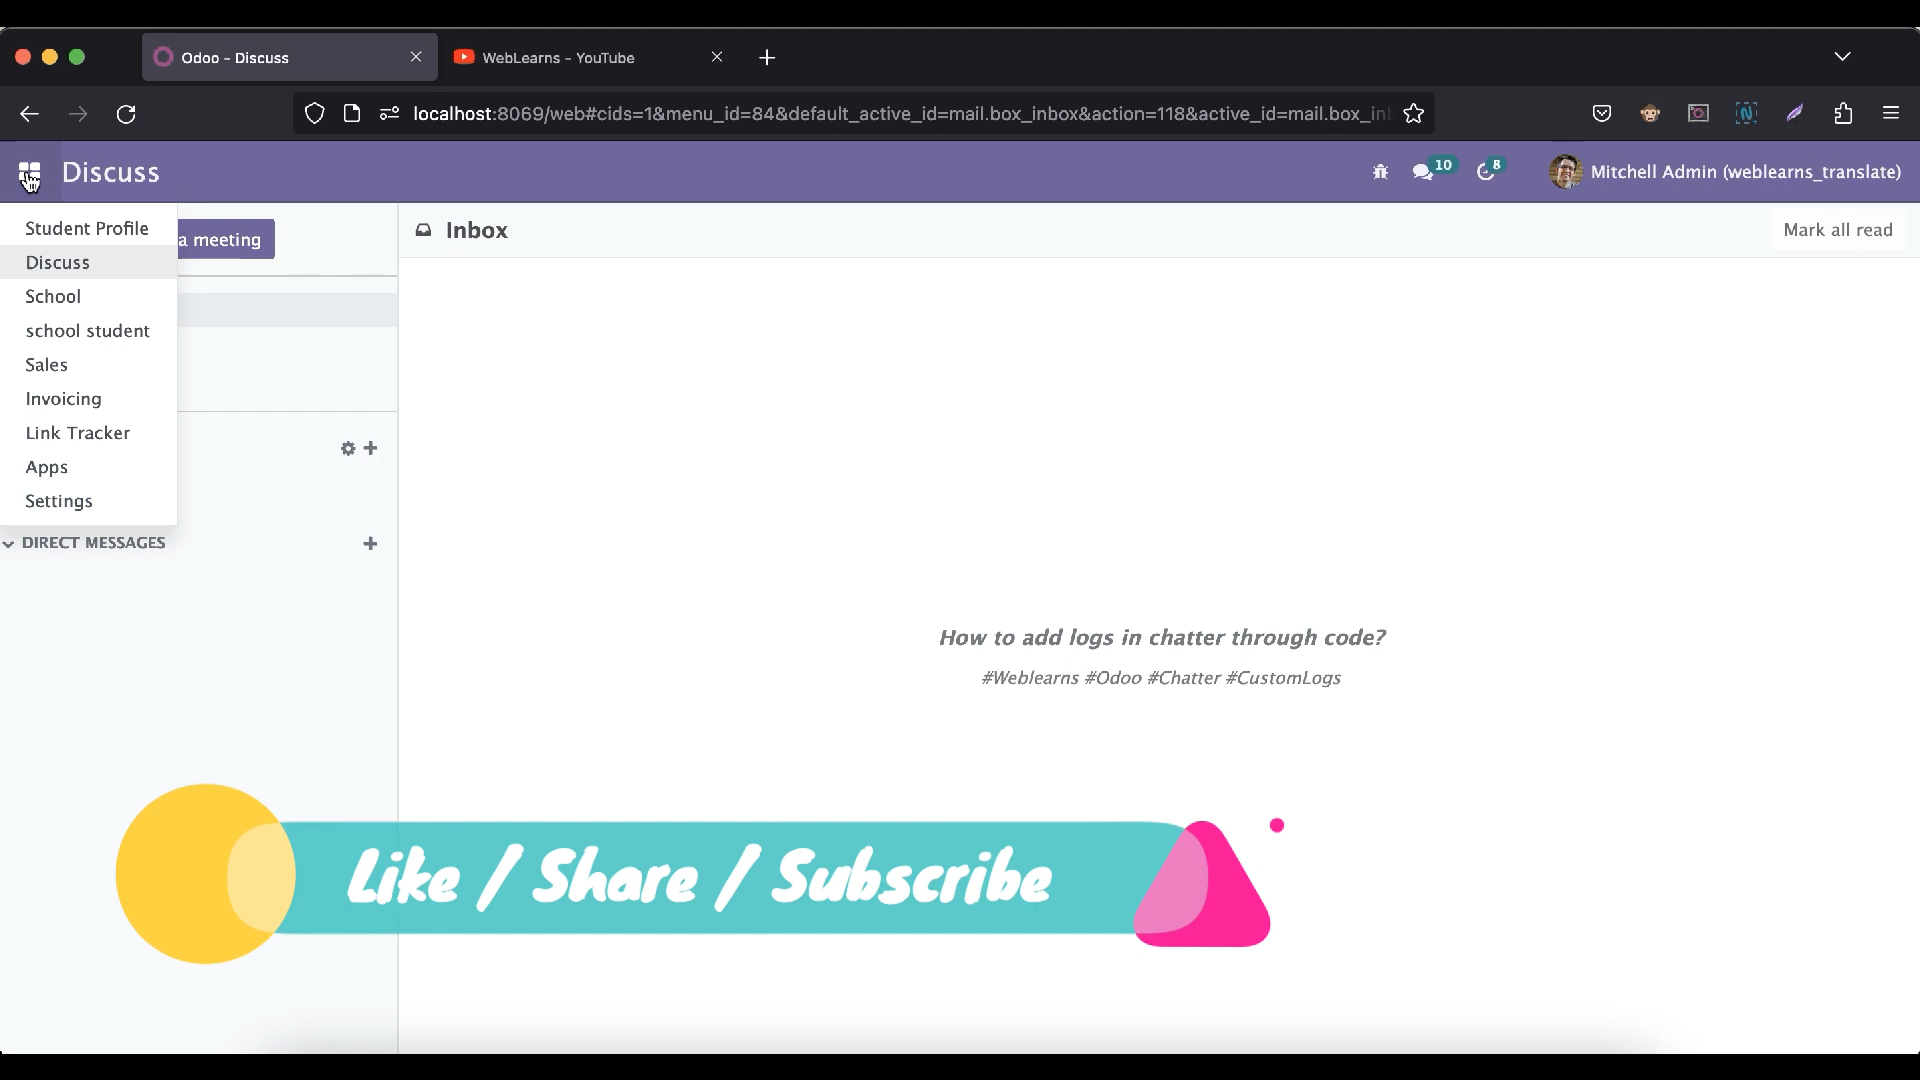 Odoo - Discuss
WebLearns - YouTube
localhost:8069/web#cids=1&menu_id=84&default_active_id=mail.box_inbox&action=118&active_id=mail.box_in
Discuss
10
8
Mitchell Admin (weblearns_translate)
Student Profile
Discuss
School
school student
Sales
Invoicing
Link Tracker
Apps
Settings
a meeting
Inbox
Mark all read
DIRECT MESSAGES
How to add logs in chatter through code?
#Weblearns #Odoo #Chatter #CustomLogs
Like / Share / Subscribe